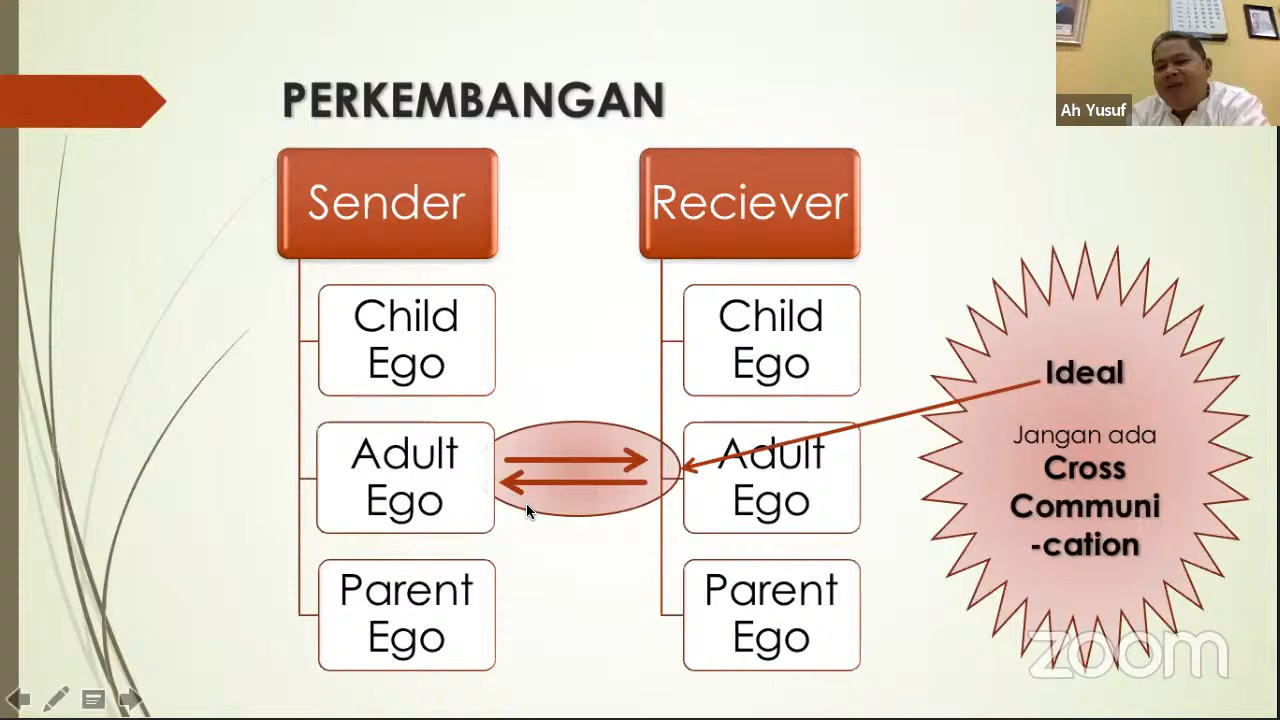 PERKEMBANGAN
Ah Yusuf
Sender
Reciever
Child
Ego
Child
Ego
Adult
Ego
Adult
Ego
Parent
Ego
Parent
Ego
Ideal
Jangan ada
Cross
Communi
-cation
zoom